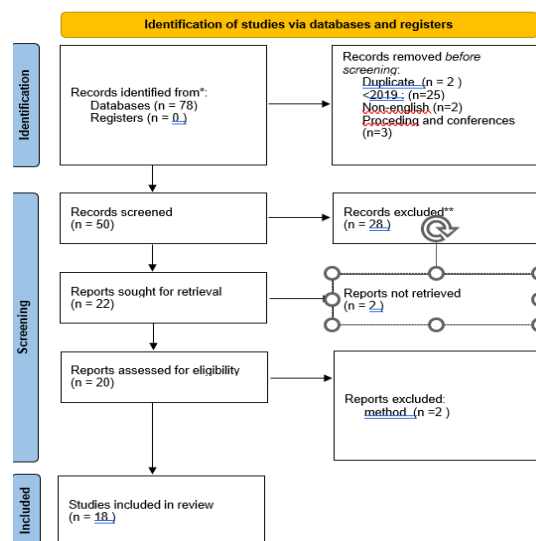 Identification of studies via databases and registers
Identification
Records identified from*:
Databases (n = 78)
Registers (n = 0 )
Records removed before
screening:
Duplicate (n = 2 )
<2019 : (n=25)
Non-english (n=2)
Proceding and conferences
(n=3)
Screening
Records screened
(n = 50)
Records excluded**
(n = 28 )
Reports sought for retrieval
(n = 22)
Reports not retrieved
(n = 2 )
Reports assessed for eligibility
(n = 20)
Reports excluded:
method (n =2 )
Included
Studies included in review
(n = 18 )